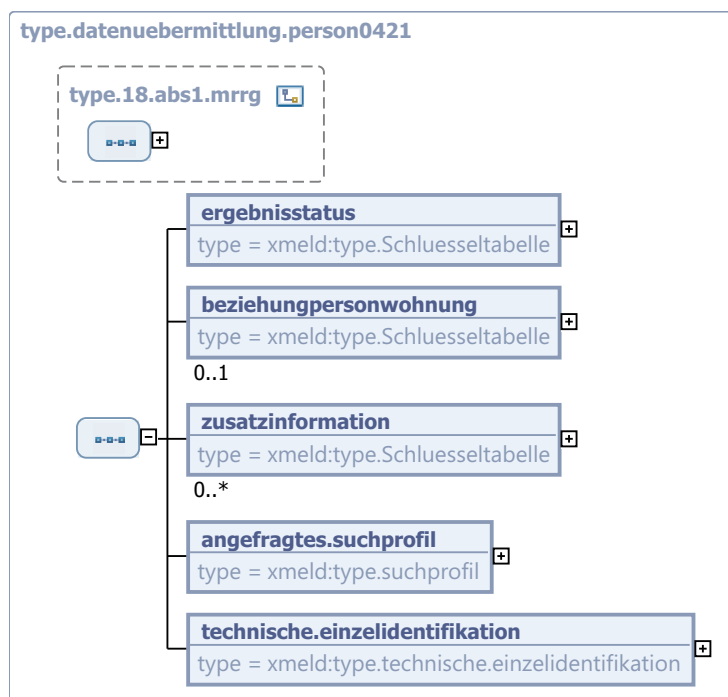 type.datenuebermittlung.person0421
type.18.abs1.mrrg
ergebnisstatus
type = xmeld:type.Schluesseltabelle
beziehungpersonwohnung
type = xmeld:type.Schluesseltabelle
0..1
zusatzinformation
type = xmeld:type.Schluesseltabelle
0..*
angefragtes.suchprofil
type = xmeld:type.suchprofil
technische.einzelidentifikation
type = xmeld:type.technische.einzelidentifikation